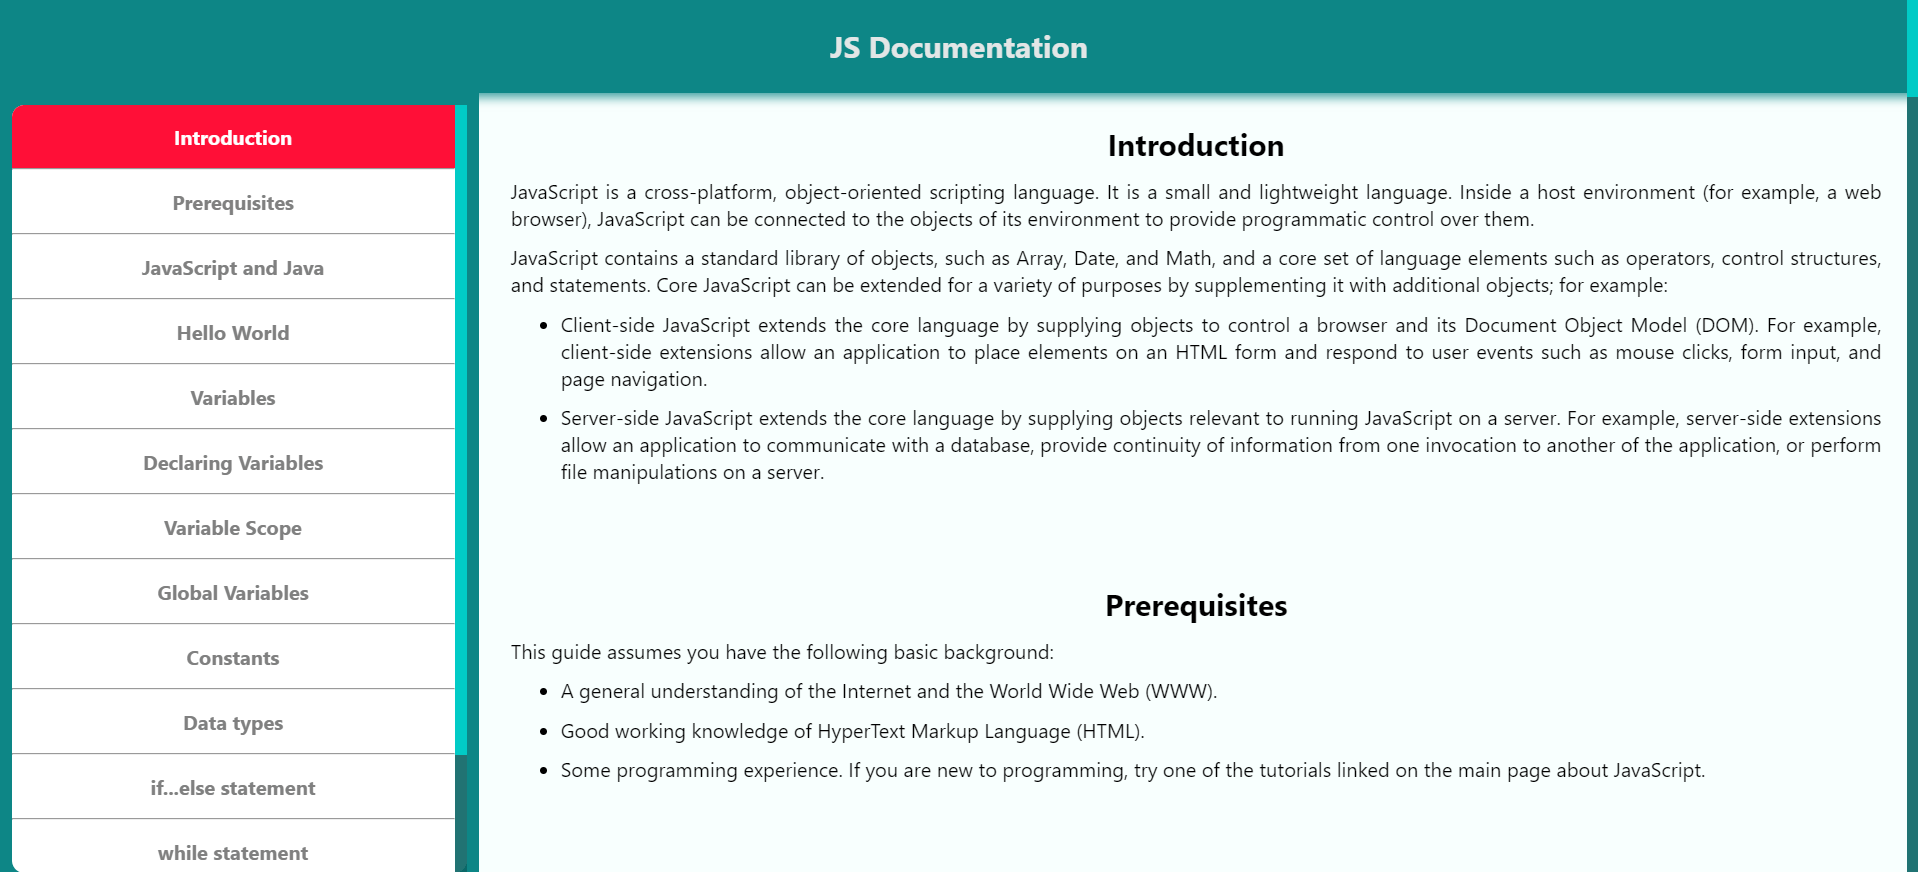 JS Documentation
Introduction
Prerequisites
JavaScript and Java
Hello World
Variables
Declaring Variables
Variable Scope
Global Variables
Constants
Data types
if...else statement
while statement
Introduction
JavaScript is a cross-platform, object-oriented scripting language. It is a small and lightweight language. Inside a host environment (for example, a web
browser), JavaScript can be connected to the objects of its environment to provide programmatic control over them.
JavaScript contains a standard library of objects, such as Array, Date, and Math, and a core set of language elements such as operators, control structures,
and statements. Core JavaScript can be extended for a variety of purposes by supplementing it with additional objects; for example:
• Client-side JavaScript extends the core language by supplying objects to control a browser and its Document Object Model (DOM). For example,
client-side extensions allow an application to place elements on an HTML form and respond to user events such as mouse clicks, form input, and
page navigation.
• Server-side JavaScript extends the core language by supplying objects relevant to running JavaScript on a server. For example, server-side extensions
allow an application to communicate with a database, provide continuity of information from one invocation to another of the application, or perform
file manipulations on a server.
Prerequisites
This guide assumes you have the following basic background:
• A general understanding of the Internet and the World Wide Web (WWW).
• Good working knowledge of HyperText Markup Language (HTML).
• Some programming experience. If you are new to programming, try one of the tutorials linked on the main page about JavaScript.